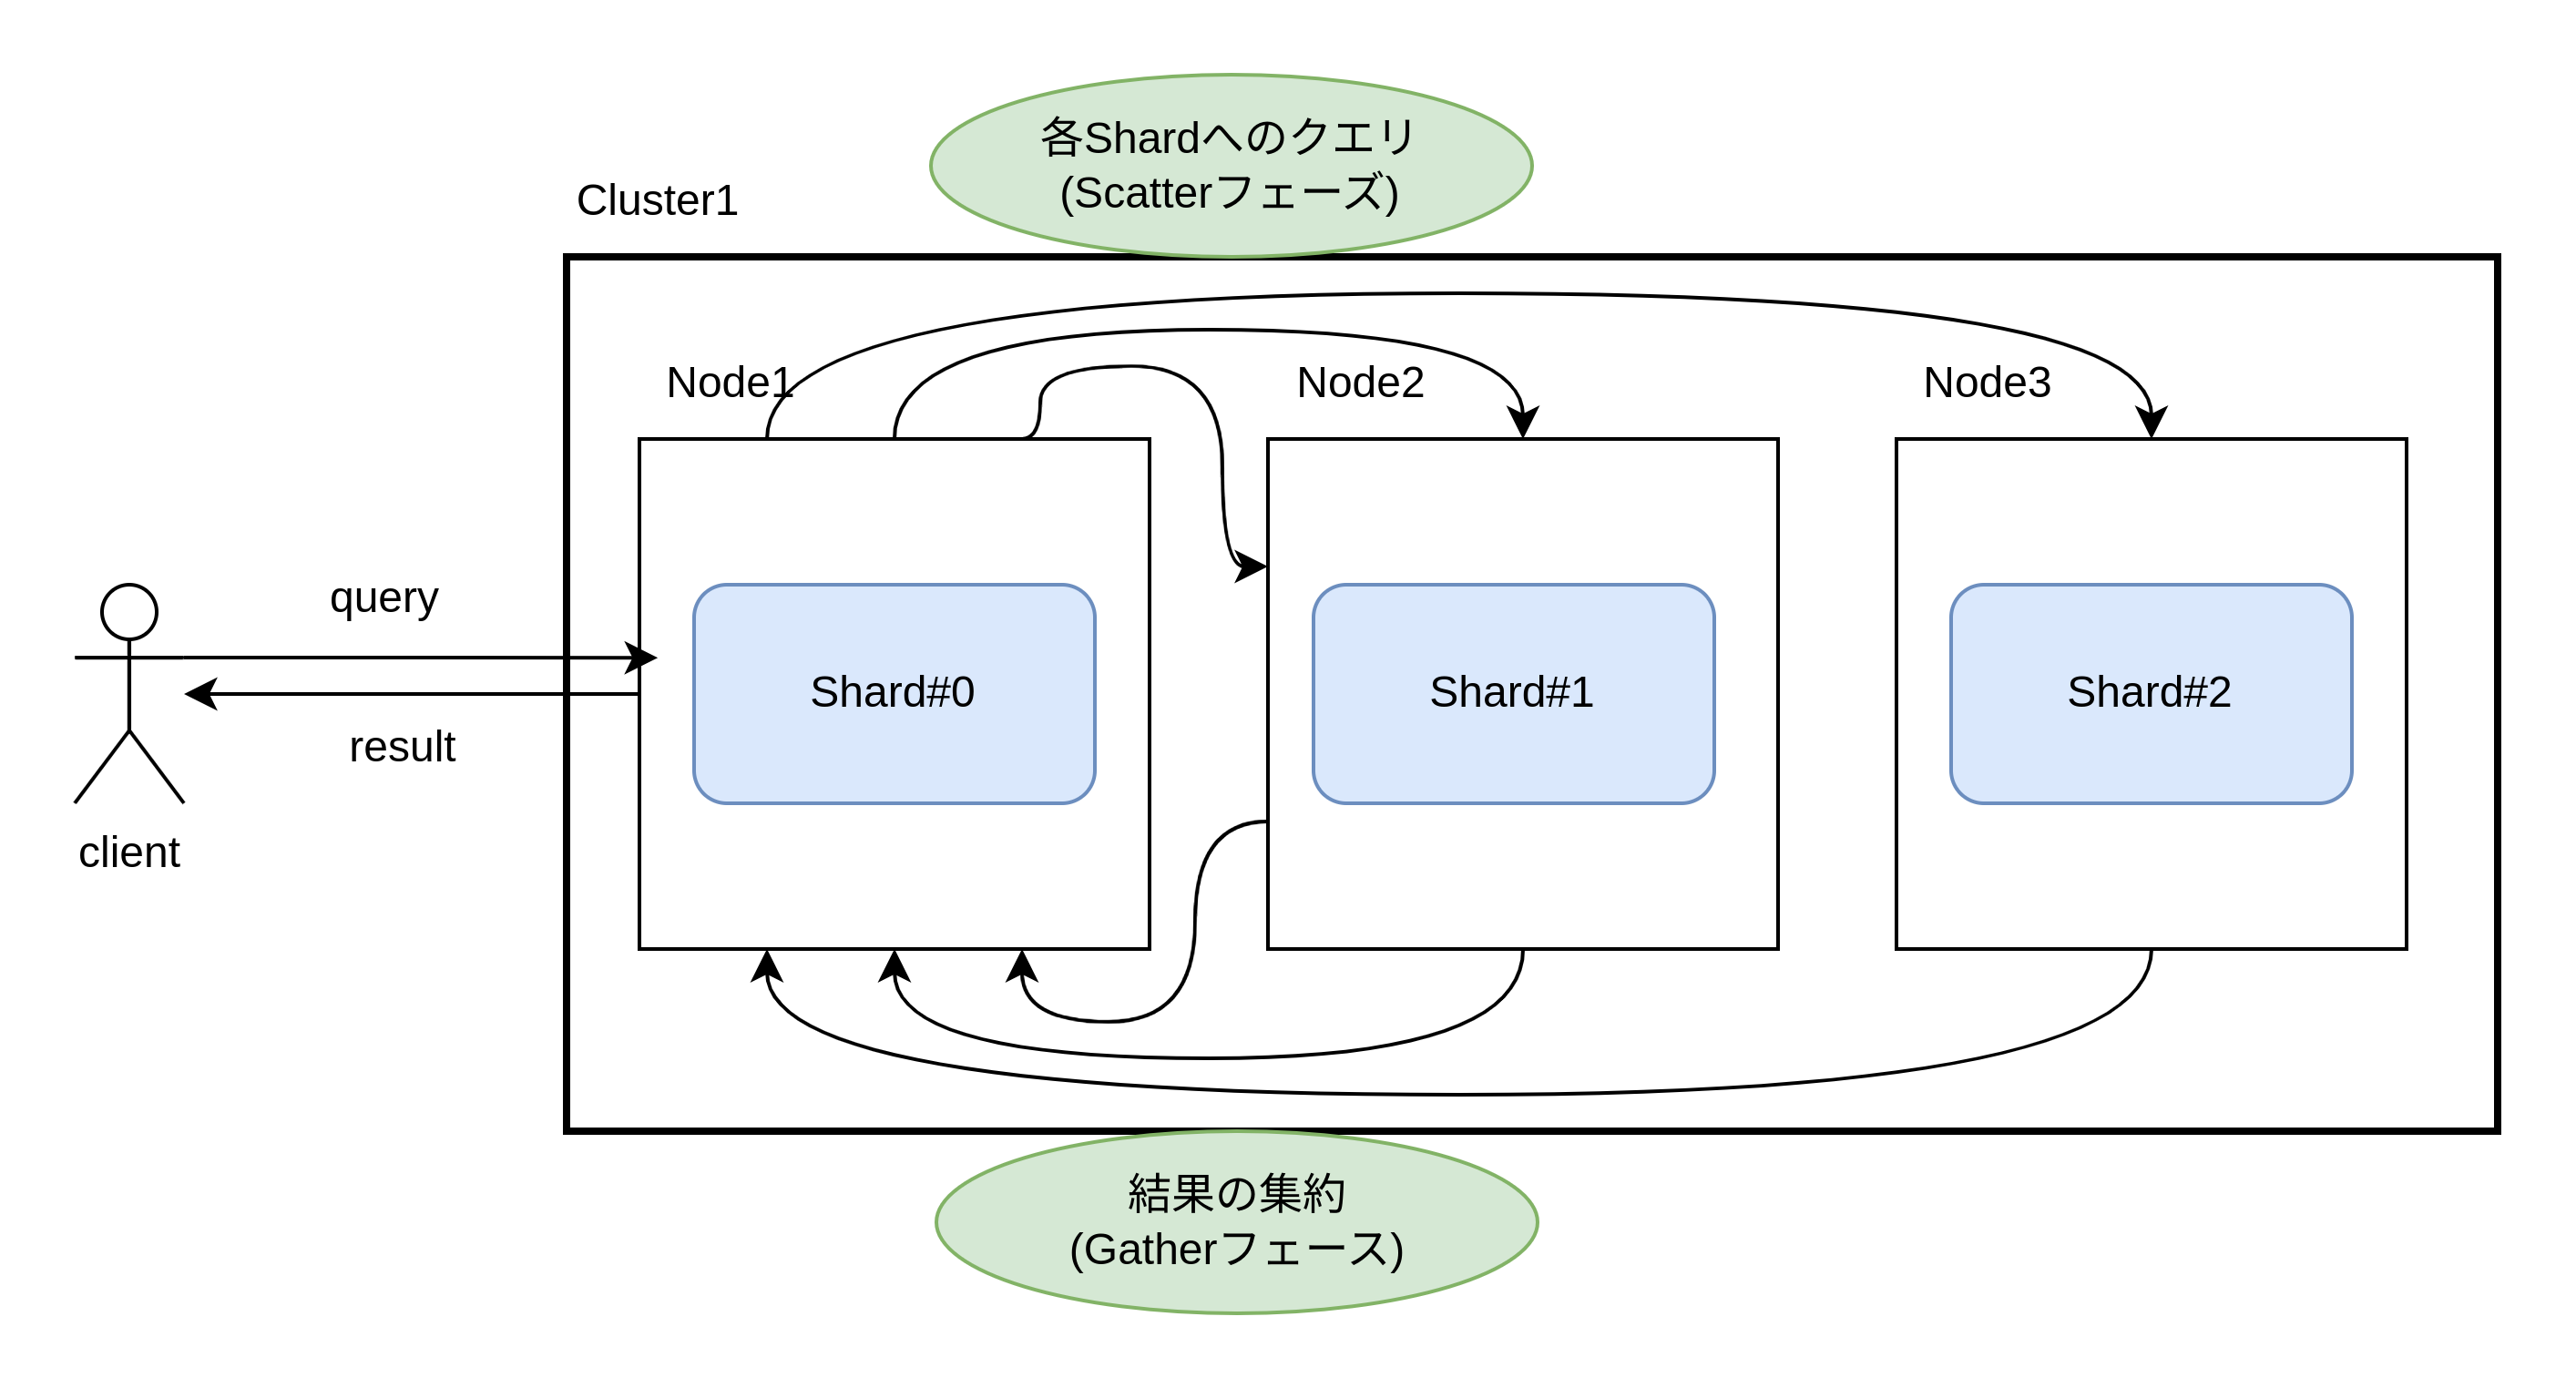 各Shardへのクエリ
(Scatterフェーズ)
Cluster1
Node1
Node2
Node3
query
Shard#0
Shard#1
Shard#2
result
client
結果の集約
(Gatherフェース)